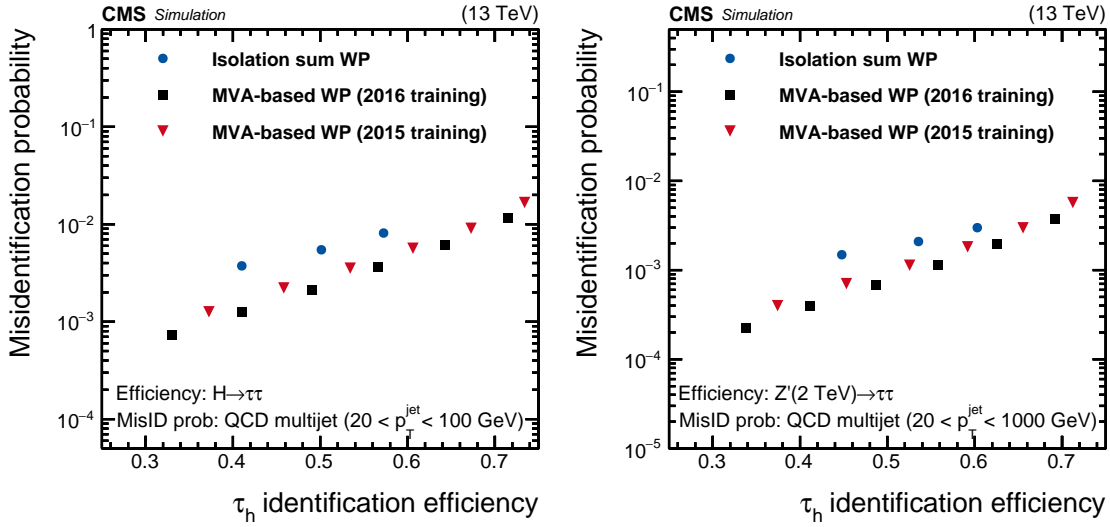 CMS Simulation (13 TeV)
Misidentification probability
1
10⁻¹
10⁻²
10⁻³
10⁻⁴
Isolation sum WP
MVA-based WP (2016 training)
MVA-based WP (2015 training)
Efficiency: H→ττ
MisID prob: QCD multijet (20 < p_T^jet < 100 GeV)
0.3 0.4 0.5 0.6 0.7
τ_h identification efficiency
CMS Simulation (13 TeV)
Misidentification probability
10⁻¹
10⁻²
10⁻³
10⁻⁴
10⁻⁵
Isolation sum WP
MVA-based WP (2016 training)
MVA-based WP (2015 training)
Efficiency: Z'(2 TeV)→ττ
MisID prob: QCD multijet (20 < p_T^jet < 1000 GeV)
0.3 0.4 0.5 0.6 0.7
τ_h identification efficiency